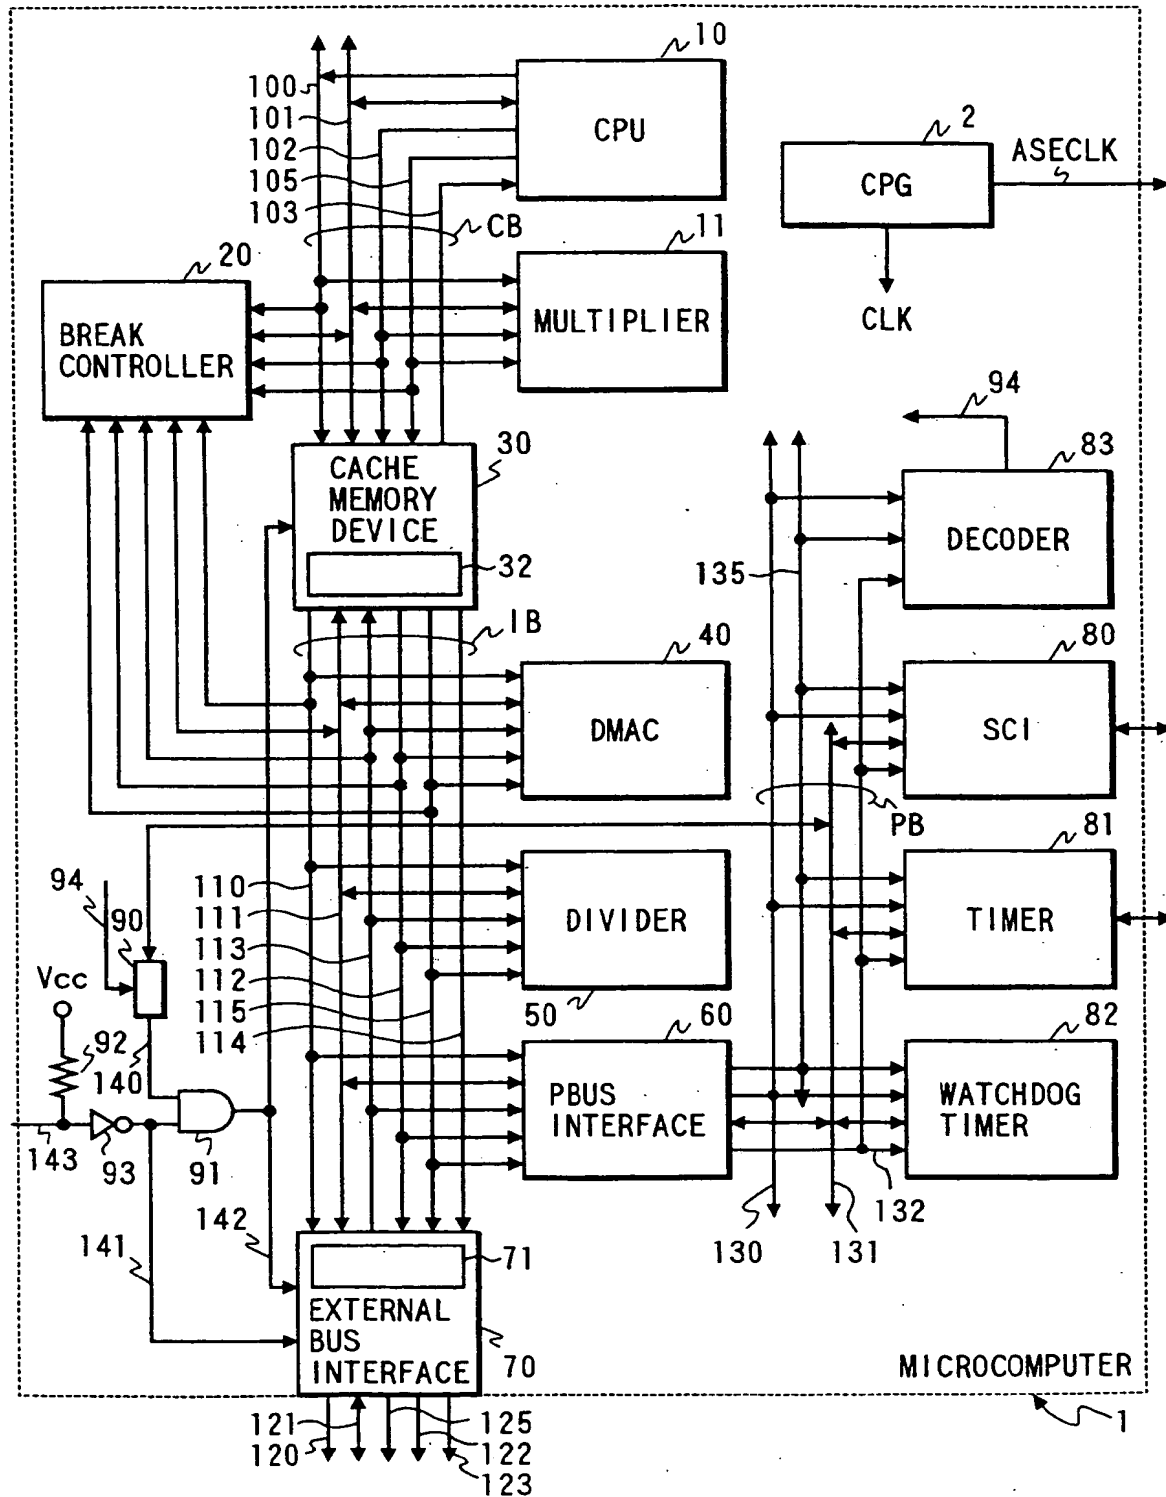 10
100
101
102
105
103
CPU
2
CPG
ASECLK
CLK
CB
11
MULTIPLIER
20
BREAK
CONTROLLER
94
30
CACHE
MEMORY
DEVICE
32
83
DECODER
135
IB
40
DMAC
80
SCI
PB
81
TIMER
110
111
113
112
115
114
DIVIDER
50
94
90
Vcc
92
140
143
93
91
60
PBUS
INTERFACE
82
WATCHDOG
TIMER
142
141
130
131
132
71
EXTERNAL
BUS
INTERFACE
70
MICROCOMPUTER
1
121
120
125
122
123